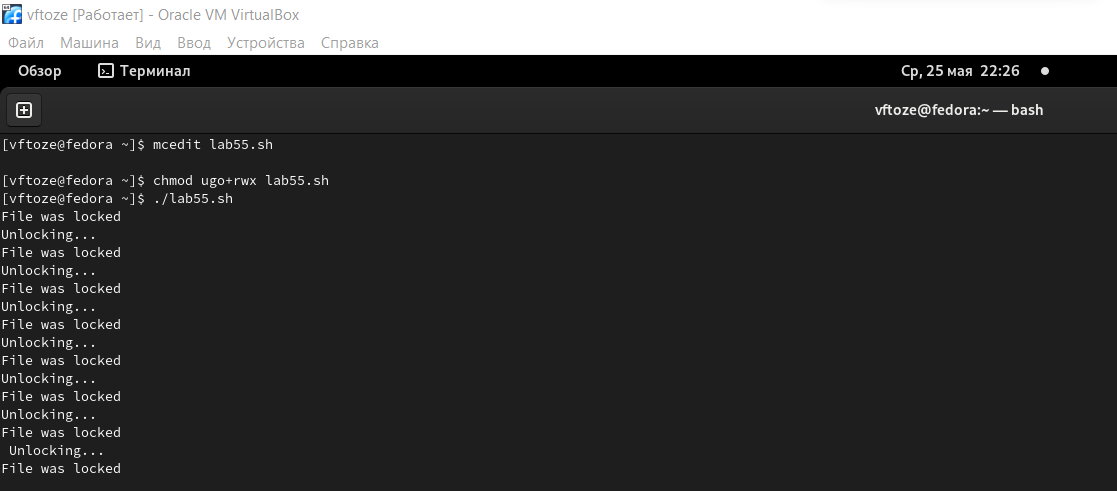 vftoze [Работает] - Oracle VM VirtualBox
Файл Машина Вид Ввод Устройства Справка
Обзор Терминал Ср, 25 мая 22:26
vftoze@fedora:~ — bash
[vftoze@fedora ~]$ mcedit lab55.sh
[vftoze@fedora ~]$ chmod ugo+rwx lab55.sh
[vftoze@fedora ~]$ ./lab55.sh
File was locked
Unlocking...
File was locked
Unlocking...
File was locked
Unlocking...
File was locked
Unlocking...
File was locked
Unlocking...
File was locked
Unlocking...
File was locked
Unlocking...
File was locked